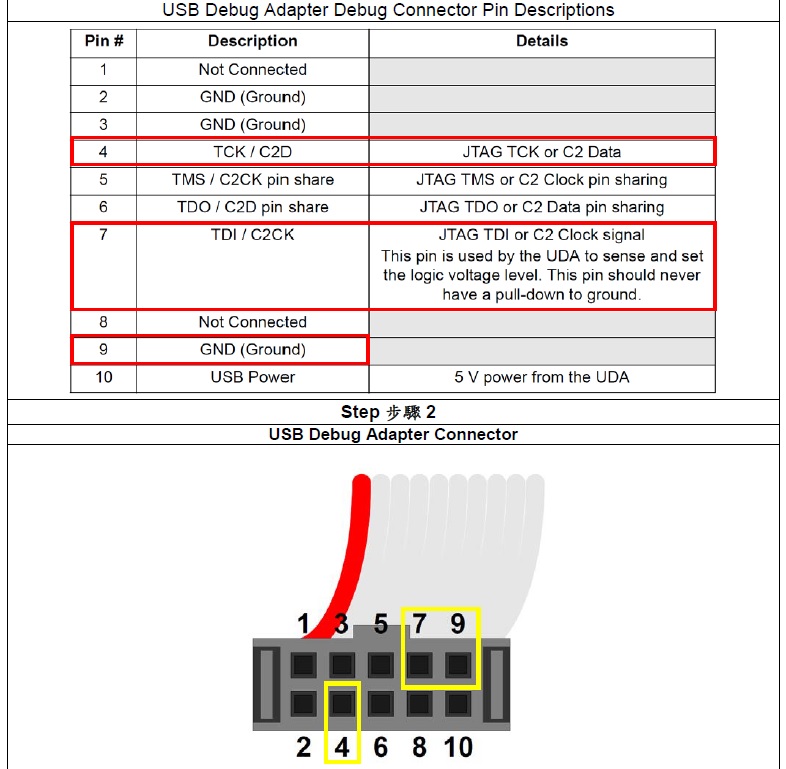 USB Debug Adapter Debug Connector Pin Descriptions
Pin # Description Details
1 Not Connected
2 GND (Ground)
3 GND (Ground)
4 TCK / C2D JTAG TCK or C2 Data
5 TMS / C2CK pin share JTAG TMS or C2 Clock pin sharing
6 TDO / C2D pin share JTAG TDO or C2 Data pin sharing
7 TDI / C2CK JTAG TDI or C2 Clock signal
This pin is used by the UDA to sense and set
the logic voltage level. This pin should never
have a pull-down to ground.
8 Not Connected
9 GND (Ground)
10 USB Power 5 V power from the UDA
Step 步驟 2
USB Debug Adapter Connector
1 3 5 7 9
2 4 6 8 10